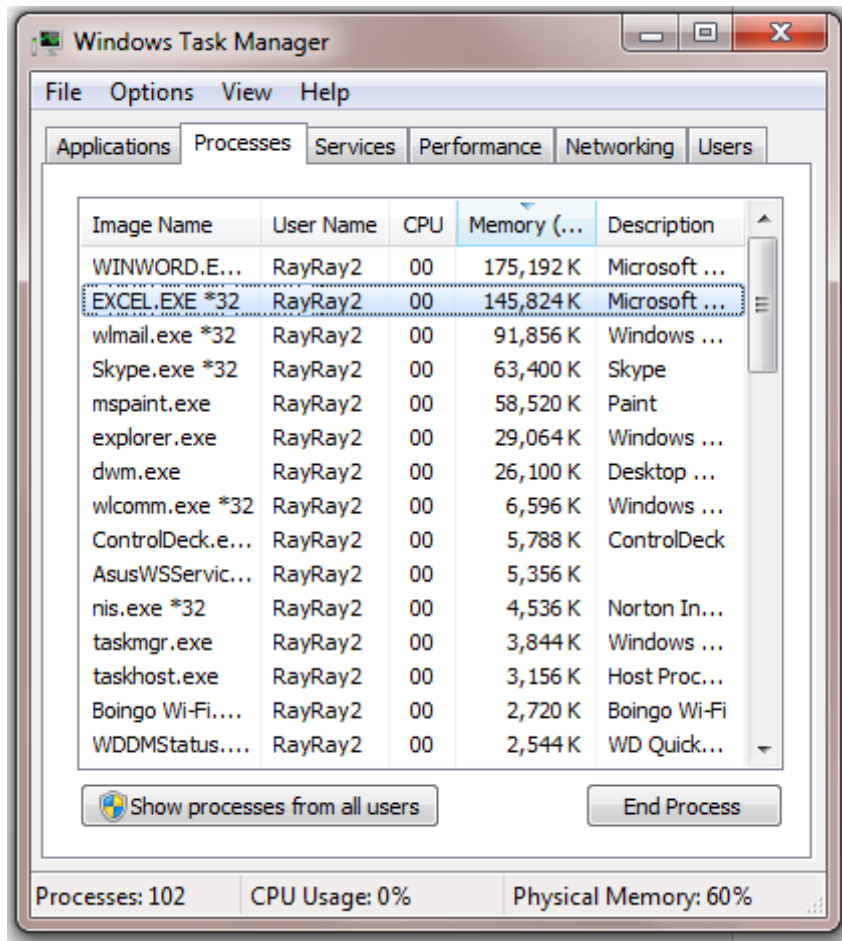 Windows Task Manager
File Options View Help
Applications Processes Services Performance Networking Users
Image Name User Name CPU Memory (... Description
WINWORD.E... RayRay2 00 175,192 K Microsoft ...
EXCEL.EXE *32 RayRay2 00 145,824 K Microsoft ...
wlmail.exe *32 RayRay2 00 91,856 K Windows ...
Skype.exe *32 RayRay2 00 63,400 K Skype
mspaint.exe RayRay2 00 58,520 K Paint
explorer.exe RayRay2 00 29,064 K Windows ...
dwm.exe RayRay2 00 26,100 K Desktop ...
wlcomm.exe *32 RayRay2 00 6,596 K Windows ...
ControlDeck.e... RayRay2 00 5,788 K ControlDeck
AsusWSServic... RayRay2 00 5,356 K
nis.exe *32 RayRay2 00 4,536 K Norton In...
taskmgr.exe RayRay2 00 3,844 K Windows ...
taskhost.exe RayRay2 00 3,156 K Host Proc...
Boingo Wi-Fi.... RayRay2 00 2,720 K Boingo Wi-Fi
WDDMStatus.... RayRay2 00 2,544 K WD Quick...
Show processes from all users End Process
Processes: 102 CPU Usage: 0% Physical Memory: 60%